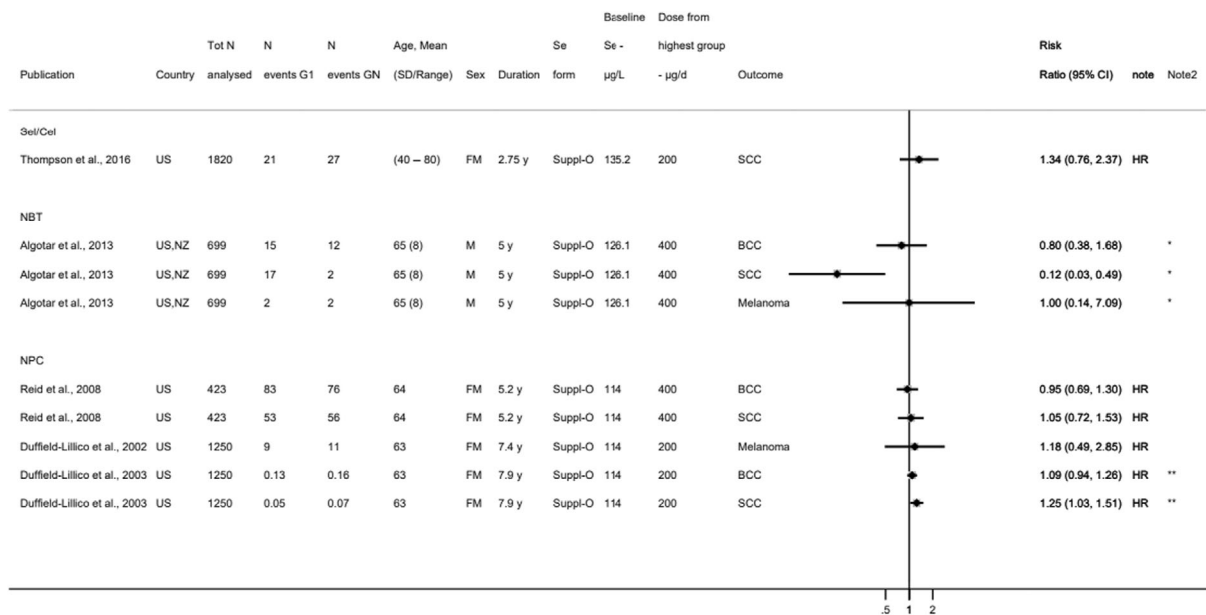 Baseline Dose from
Tot N N N Age, Mean Se Se - highest group Risk
Publication Country analysed events G1 events GN (SD/Range) Sex Duration form µg/L - µg/d Outcome Ratio (95% CI) note Note2
Sel/Cel
Thompson et al., 2016 US 1820 21 27 (40 – 80) FM 2.75 y Suppl-O 135.2 200 SCC 1.34 (0.76, 2.37) HR
NBT
Algotar et al., 2013 US,NZ 699 15 12 65 (8) M 5 y Suppl-O 126.1 400 BCC 0.80 (0.38, 1.68) *
Algotar et al., 2013 US,NZ 699 17 2 65 (8) M 5 y Suppl-O 126.1 400 SCC 0.12 (0.03, 0.49) *
Algotar et al., 2013 US,NZ 699 2 2 65 (8) M 5 y Suppl-O 126.1 400 Melanoma 1.00 (0.14, 7.09) *
NPC
Reid et al., 2008 US 423 83 76 64 FM 5.2 y Suppl-O 114 400 BCC 0.95 (0.69, 1.30) HR
Reid et al., 2008 US 423 53 56 64 FM 5.2 y Suppl-O 114 400 SCC 1.05 (0.72, 1.53) HR
Duffield-Lillico et al., 2002 US 1250 9 11 63 FM 7.4 y Suppl-O 114 200 Melanoma 1.18 (0.49, 2.85) HR
Duffield-Lillico et al., 2003 US 1250 0.13 0.16 63 FM 7.9 y Suppl-O 114 200 BCC 1.09 (0.94, 1.26) HR **
Duffield-Lillico et al., 2003 US 1250 0.05 0.07 63 FM 7.9 y Suppl-O 114 200 SCC 1.25 (1.03, 1.51) HR **
.5 1 2